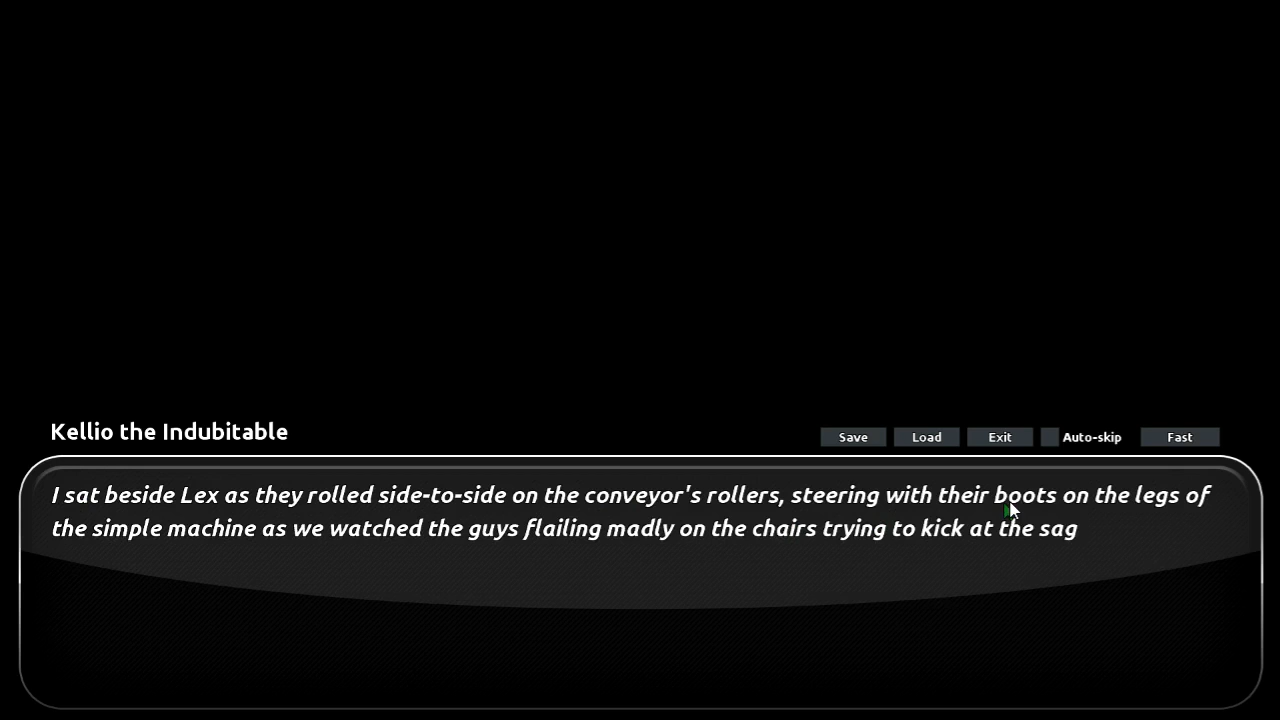 Kellio the Indubitable
Save Load Exit Auto-skip Fast
I sat beside Lex as they rolled side-to-side on the conveyor's rollers, steering with their boots on the legs of
the simple machine as we watched the guys flailing madly on the chairs trying to kick at the sag